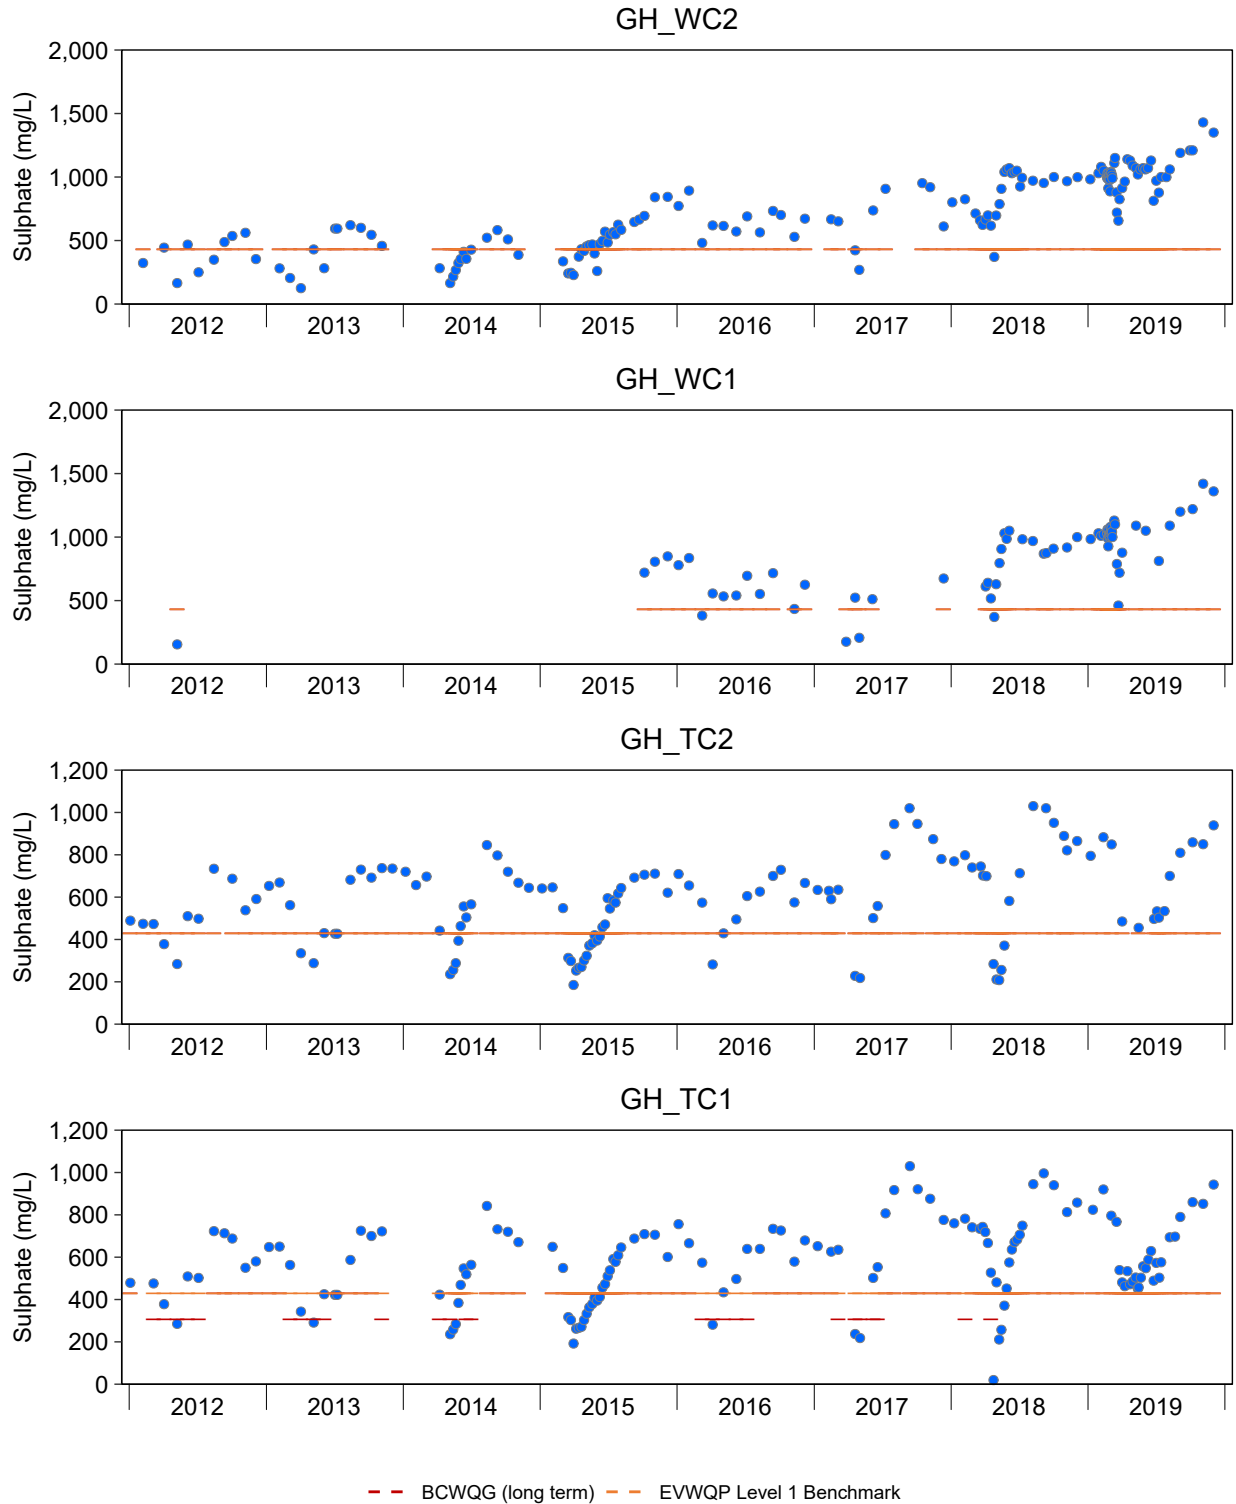 GH_WC2
Sulphate (mg/L)
2,000
1,500
1,000
500
0
2012 2013 2014 2015 2016 2017 2018 2019
GH_WC1
Sulphate (mg/L)
2,000
1,500
1,000
500
0
2012 2013 2014 2015 2016 2017 2018 2019
GH_TC2
Sulphate (mg/L)
1,200
1,000
800
600
400
200
0
2012 2013 2014 2015 2016 2017 2018 2019
GH_TC1
Sulphate (mg/L)
1,200
1,000
800
600
400
200
0
2012 2013 2014 2015 2016 2017 2018 2019
BCWQG (long term) EVWQP Level 1 Benchmark